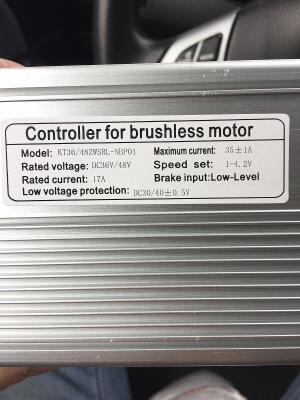 Controller for brushless motor
Model: KT36/48ZWSRL-NBP01 Maximum current: 35±1A
Rated voltage: DC36V/48V Speed set: 1-4.2V
Rated current: 17A Brake input:Low-Level
Low voltage protection: DC30/40±0.5V